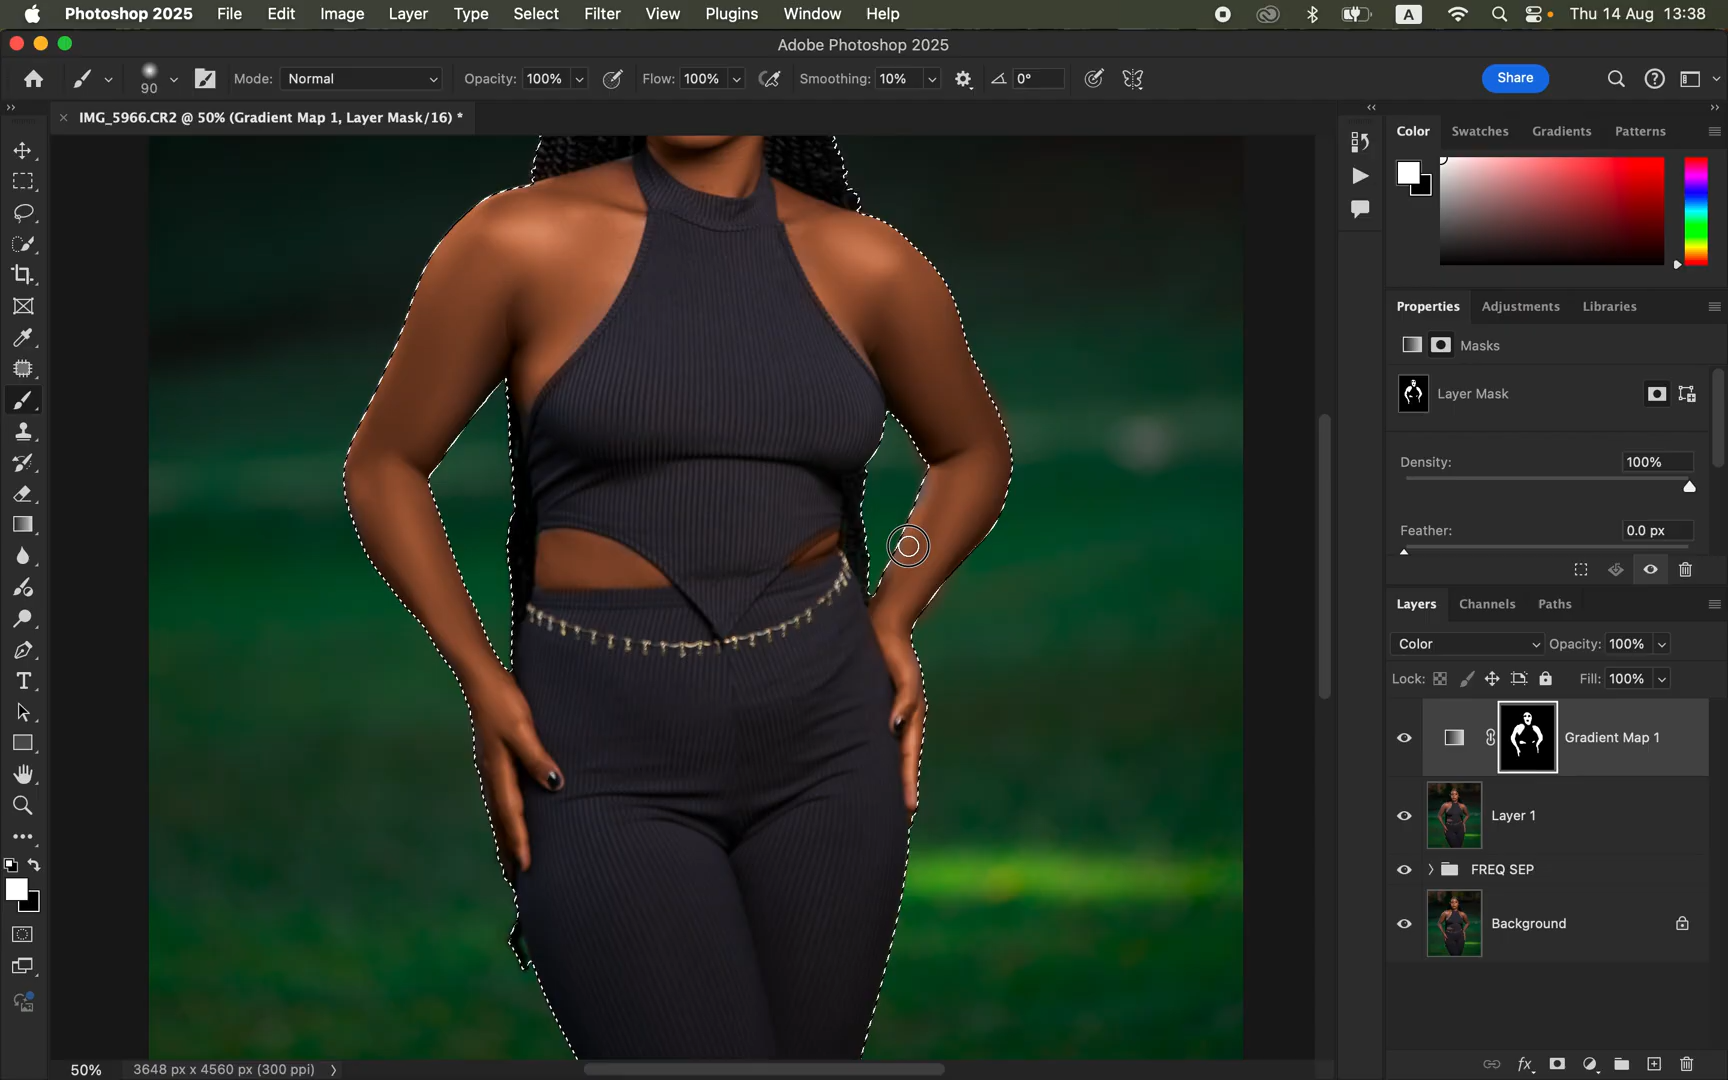 Photoshop 2025 File Edit Image Layer Type Select Filter View Plugins Window Help A Thu 14 Aug 13:38
Adobe Photoshop 2025
90 Mode: Normal Opacity: 100% Flow: 100% Smoothing: 10% 0° Share
IMG_5966.CR2 @ 50% (Gradient Map 1, Layer Mask/16) *
Color Swatches Gradients Patterns
Properties Adjustments Libraries
Masks
Layer Mask
Density: 100%
Feather: 0.0 px
Layers Channels Paths
Color Opacity: 100%
Lock: Fill: 100%
Gradient Map 1
Layer 1
FREQ SEP
Background
50% 3648 px x 4560 px (300 ppi)